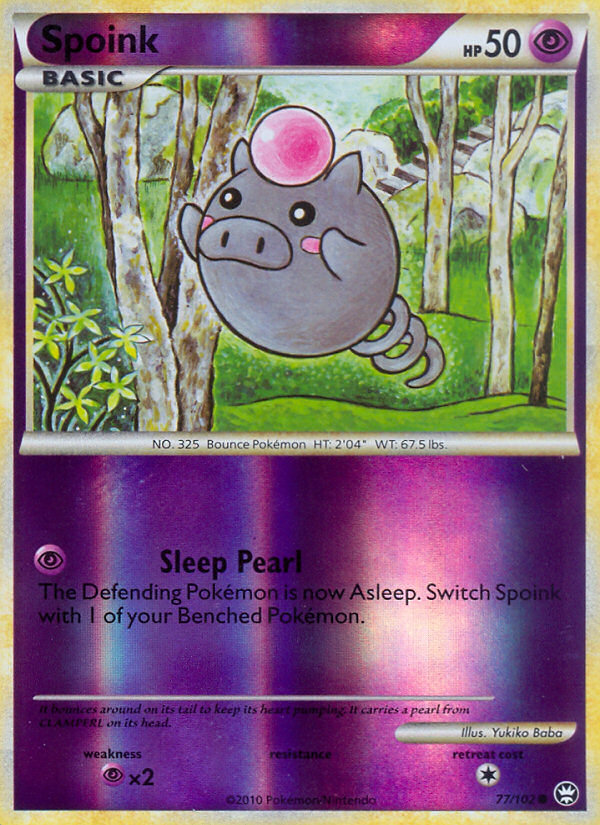 Spoink
HP 50
BASIC
NO. 325 Bounce Pokémon HT: 2'04" WT: 67.5 lbs.
Sleep Pearl
The Defending Pokémon is now Asleep. Switch Spoink
with 1 of your Benched Pokémon.
It bounces around on its tail to keep its heart pumping. It carries a pearl from
CLAMPERL on its head.
Illus. Yukiko Baba
weakness resistance retreat cost
×2
©2010 Pokémon/Nintendo 77/102